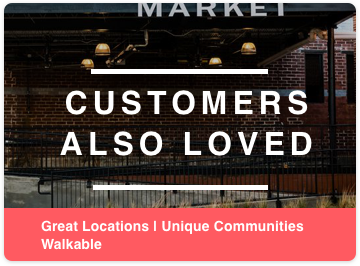 MARKET
CUSTOMERS
ALSO LOVED
Great Locations I Unique Communities
Walkable